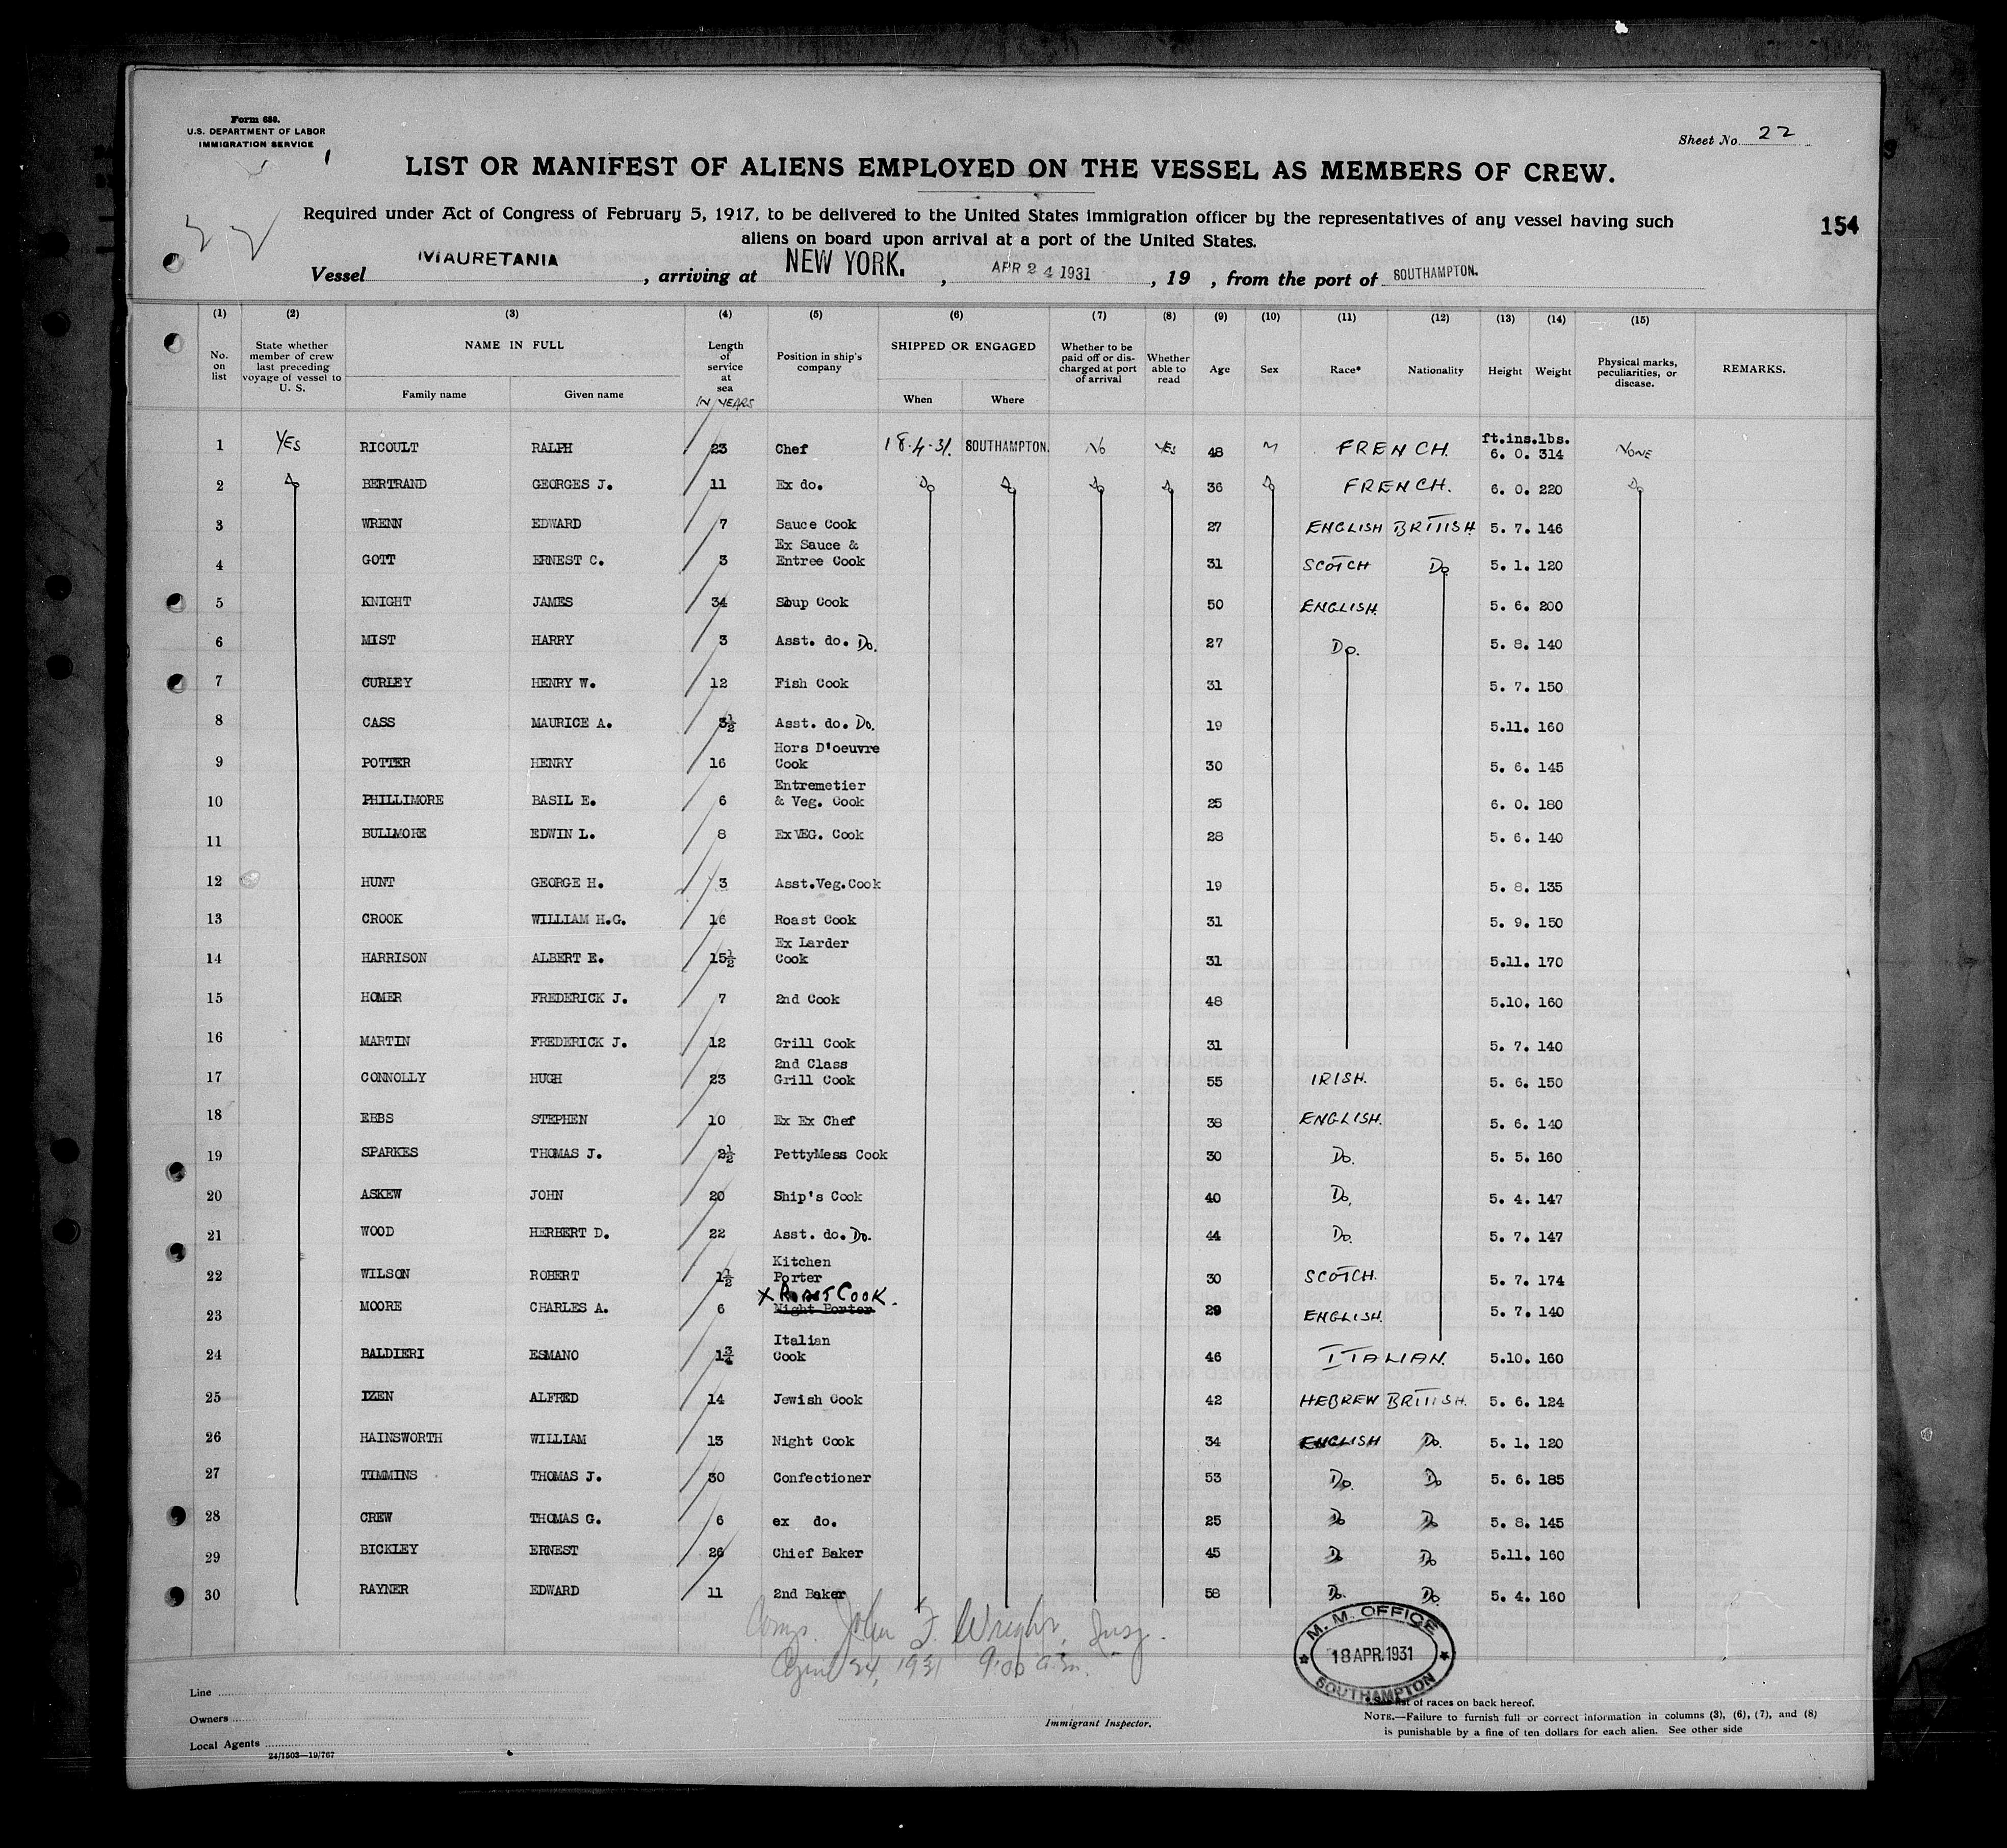 Form 680.
U.S. DEPARTMENT OF LABOR
IMMIGRATION SERVICE
Sheet No. 22
LIST OR MANIFEST OF ALIENS EMPLOYED ON THE VESSEL AS MEMBERS OF CREW.
Required under Act of Congress of February 5, 1917, to be delivered to the United States immigration officer by the representatives of any vessel having such
aliens on board upon arrival at a port of the United States.
154
Vessel MAURETANIA, arriving at NEW YORK., APR 24 1931, 19 , from the port of SOUTHAMPTON.
(1) (2) (3) (4) (5) (6) (7) (8) (9) (10) (11) (12) (13) (14) (15)
No. on list
State whether member of crew last preceding voyage of vessel to U. S.
NAME IN FULL
Family name
Given name
Length of service at sea
IN YEARS
Position in ship's company
SHIPPED OR ENGAGED
When
Where
Whether to be paid off or discharged at port of arrival
Whether able to read
Age
Sex
Race*
Nationality
Height
Weight
Physical marks, peculiarities, or disease.
REMARKS.
ft.ins.lbs.
1 YES RICOULT RALPH 23 Chef 18.4.31. SOUTHAMPTON. No YES 48 M FRENCH. 6. 0. 314 NONE
2 Do BERTRAND GEORGES J. 11 Ex do. Do Do Do Do 36 Do FRENCH. 6. 0. 220 Do
3 WRENN EDWARD 7 Sauce Cook 27 ENGLISH BRITISH 5. 7. 146
4 GOTT ERNEST C. 3 Ex Sauce & Entree Cook 31 SCOTCH Do 5. 1. 120
5 KNIGHT JAMES 34 Soup Cook 50 ENGLISH. 5. 6. 200
6 MIST HARRY 3 Asst. do. Do. 27 Do. 5. 8. 140
7 CURLEY HENRY W. 12 Fish Cook 31 5. 7. 150
8 CASS MAURICE A. 3½ Asst. do. Do. 19 5.11. 160
9 POTTER HENRY 16 Hors D'oeuvre Cook 30 5. 6. 145
10 PHILLIMORE BASIL E. 6 Entremetier & Veg. Cook 25 6. 0. 180
11 BULLMORE EDWIN L. 8 Ex VEG. Cook 28 5. 6. 140
12 HUNT GEORGE H. 3 Asst.Veg.Cook 19 5. 8. 135
13 CROOK WILLIAM H.G. 16 Roast Cook 31 5. 9. 150
14 HARRISON ALBERT E. 15½ Ex Larder Cook 31 5.11. 170
15 HOMER FREDERICK J. 7 2nd Cook 48 5.10. 160
16 MARTIN FREDERICK J. 12 Grill Cook 31 5. 7. 140
17 CONNOLLY HUGH 23 2nd Class Grill Cook 55 IRISH. 5. 6. 150
18 EBBS STEPHEN 10 Ex Ex Chef 38 ENGLISH. 5. 6. 140
19 SPARKES THOMAS J. 2½ PettyMess Cook 30 Do. 5. 5. 160
20 ASKEW JOHN 20 Ship's Cook 40 Do, 5. 4. 147
21 WOOD HERBERT D. 22 Asst. do. Do. 44 Do. 5. 7. 147
22 WILSON ROBERT 1½ Kitchen Porter 30 SCOTCH. 5. 7. 174
23 MOORE CHARLES A. 6 X ROAST COOK. Night Porter 29 ENGLISH. 5. 7. 140
24 BALDIERI ESMANO 1¾ Italian Cook 46 ITALIAN. 5.10. 160
25 IZEN ALFRED 14 Jewish Cook 42 HEBREW BRITISH. 5. 6. 124
26 HAINSWORTH WILLIAM 13 Night Cook 34 ENGLISH Do. 5. 1. 120
27 TIMMINS THOMAS J. 30 Confectioner 53 Do. Do 5. 6. 185
28 CREW THOMAS G. 6 ex do. 25 Do Do 5. 8. 145
29 BICKLEY ERNEST 26 Chief Baker 45 Do Do 5.11. 160
30 RAYNER EDWARD 11 2nd Baker 58 Do. Do. 5. 4. 160
Comp. John F. Wright, Insp.
April 24, 1931 9.00 a.m.
M. M. OFFICE
18 APR. 1931
SOUTHAMPTON
Line
Owners
Local Agents
24/1503—19/767
Immigrant Inspector.
*See list of races on back hereof.
NOTE.—Failure to furnish full or correct information in columns (3), (6), (7), and (8)
is punishable by a fine of ten dollars for each alien. See other side